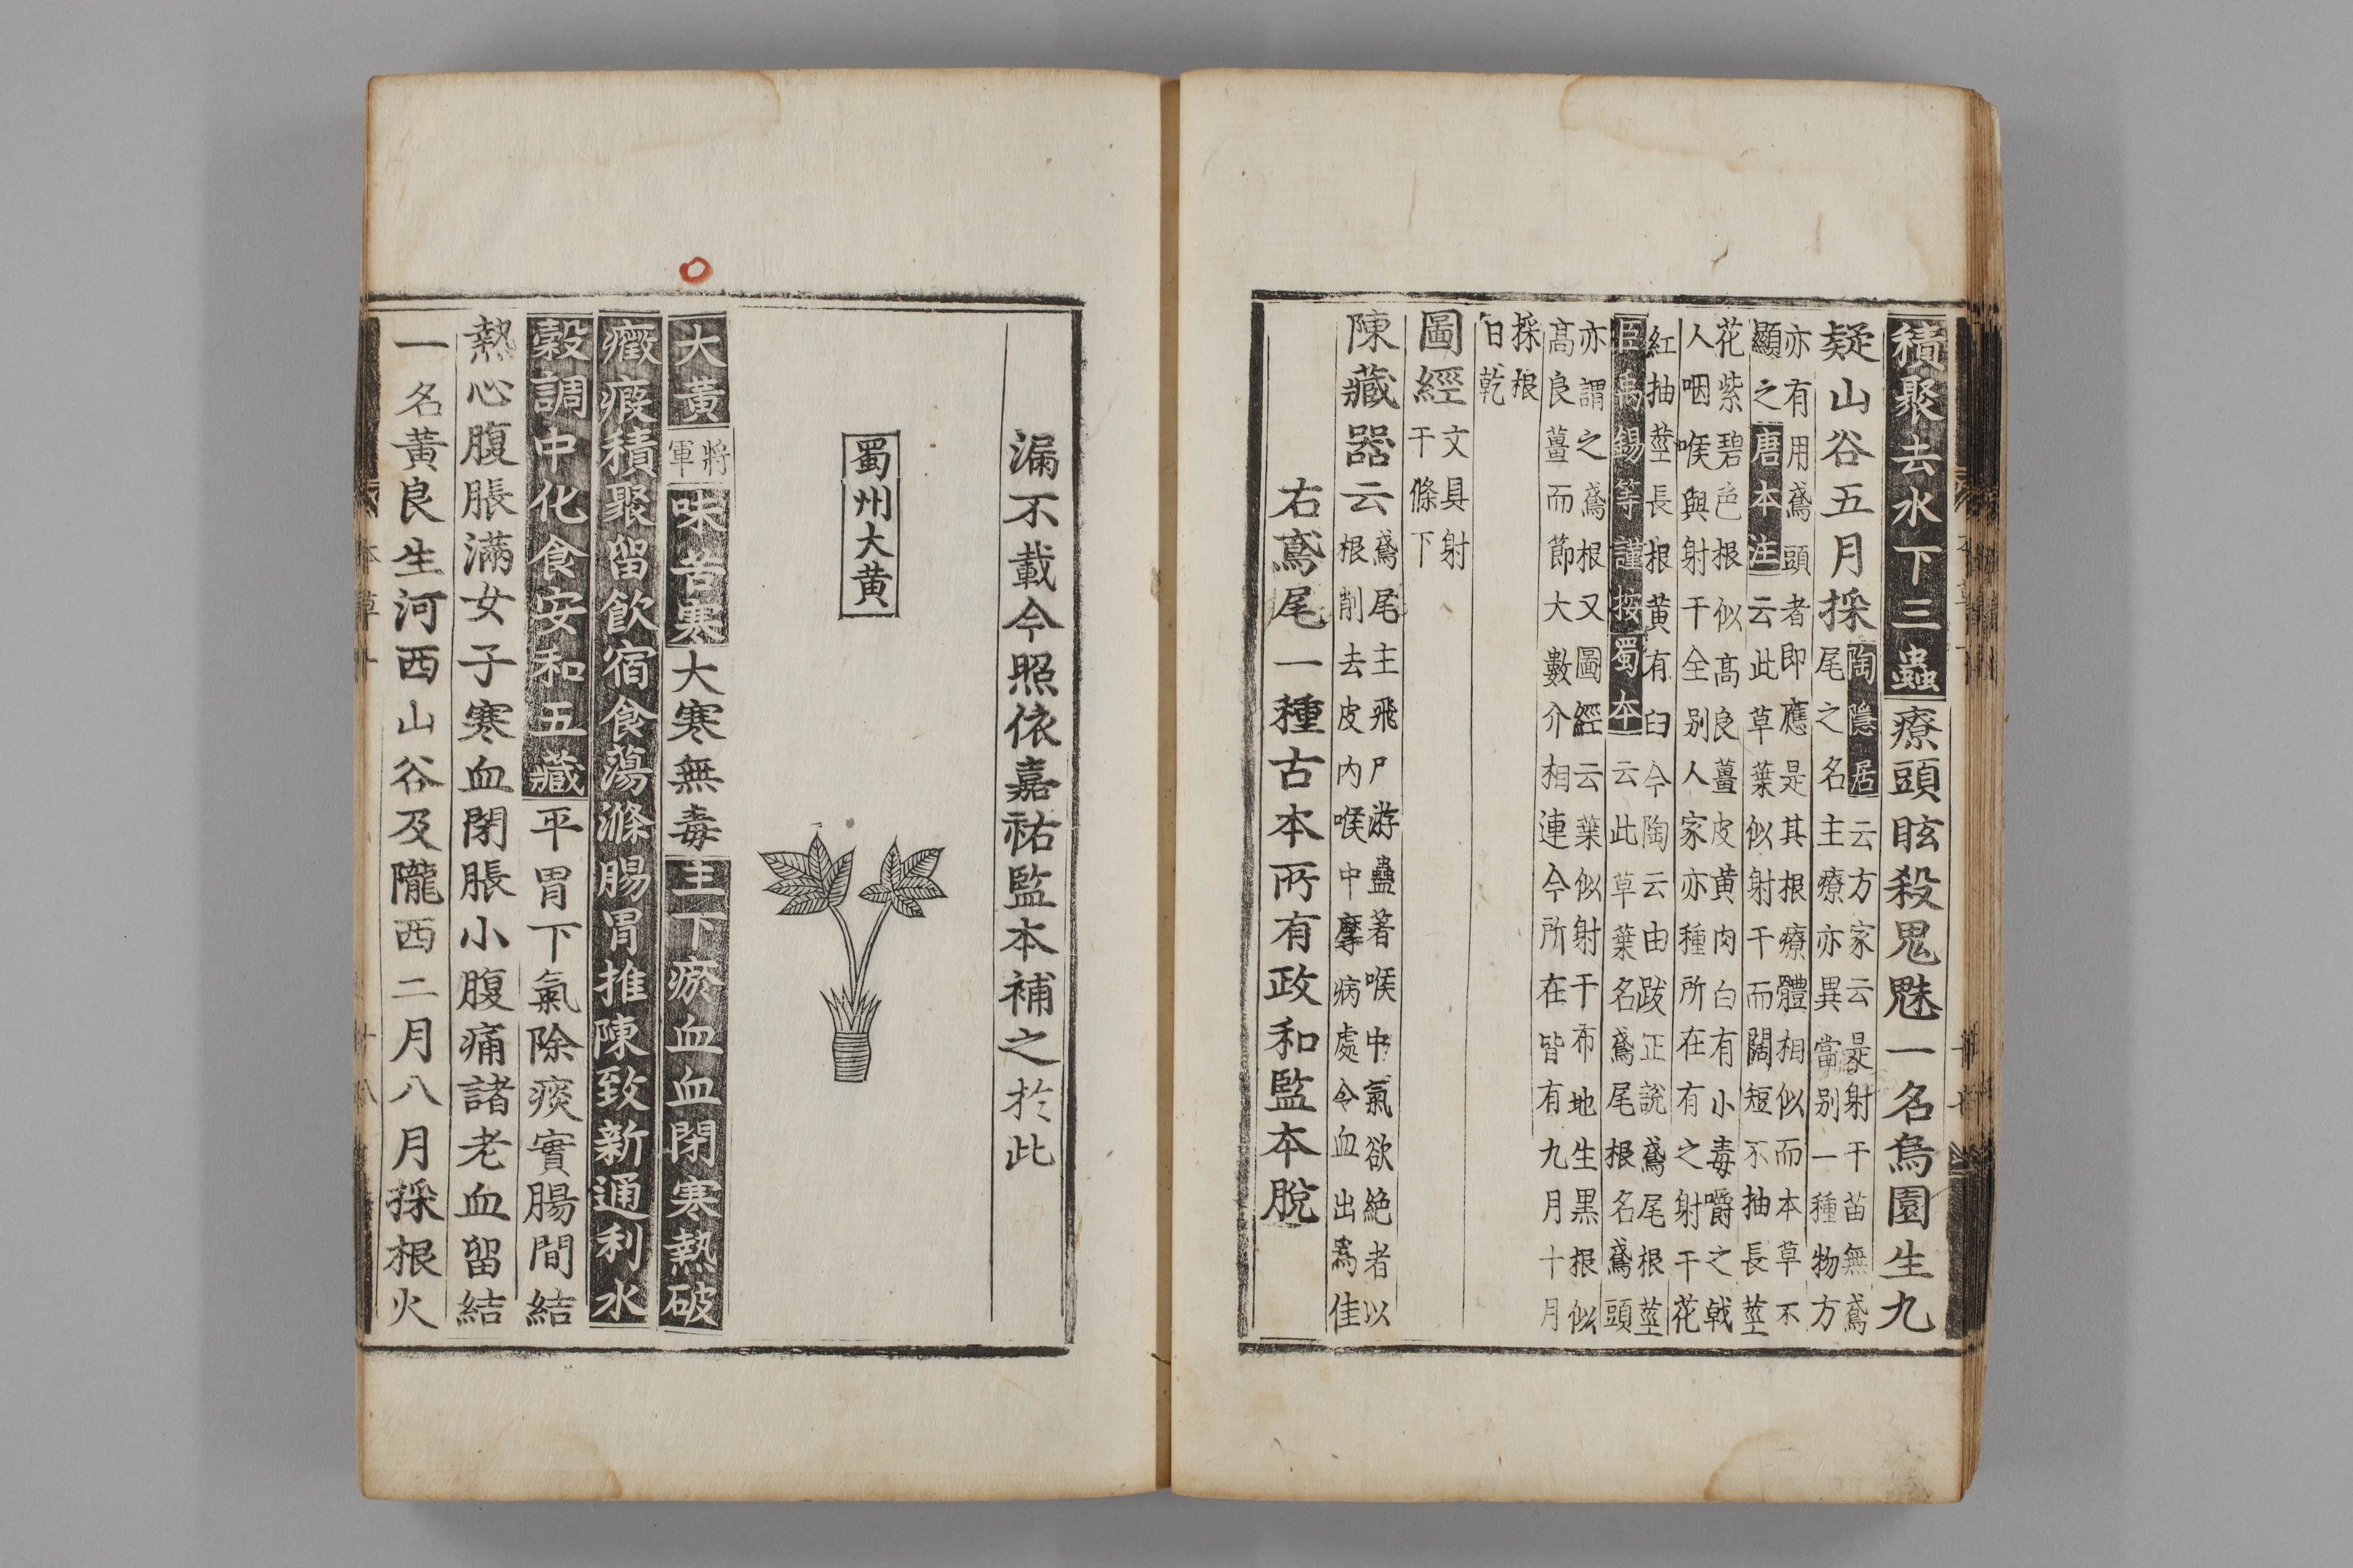 積聚去水下三蟲療頭眩殺鬼魅一名烏園生九
疑山谷五月採陶隱居云方家云是射干苗無鳶
尾之名主療亦異當別一種物方
亦有用鳶頭者即應是其根療體相似而本草不
顯之唐本注云此草葉似射干而闊短不抽長莖
花紫碧色根似高良薑皮黃肉白有小毒嚼之戟
人咽喉與射干全別人家亦種所在有之射干花
紅抽莖長根黃有臼今陶云由跋正說鳶尾根莖
臣禹錫等謹按蜀本云此草葉名鳶尾根名鳶頭
亦謂之鳶根又圖經云葉似射干布地生黑根似
高良薑而節大數介相連今所在皆有九月十月
採根
日乾
圖經文具射
干條下
陳藏器云鳶尾主飛尸游蠱著喉中氣欲絕者以
根削去皮內喉中摩病處令血出為佳
右鳶尾一種古本所有政和監本脫
漏不載今照依嘉祐監本補之於此
蜀州大黃
大黃將軍味苦寒大寒無毒主下瘀血血閉寒熱破
癥瘕積聚留飲宿食蕩滌腸胃推陳致新通利水
穀調中化食安和五藏平胃下氣除痰實腸間結
熱心腹脹滿女子寒血閉脹小腹痛諸老血留結
一名黃良生河西山谷及隴西二月八月採根火